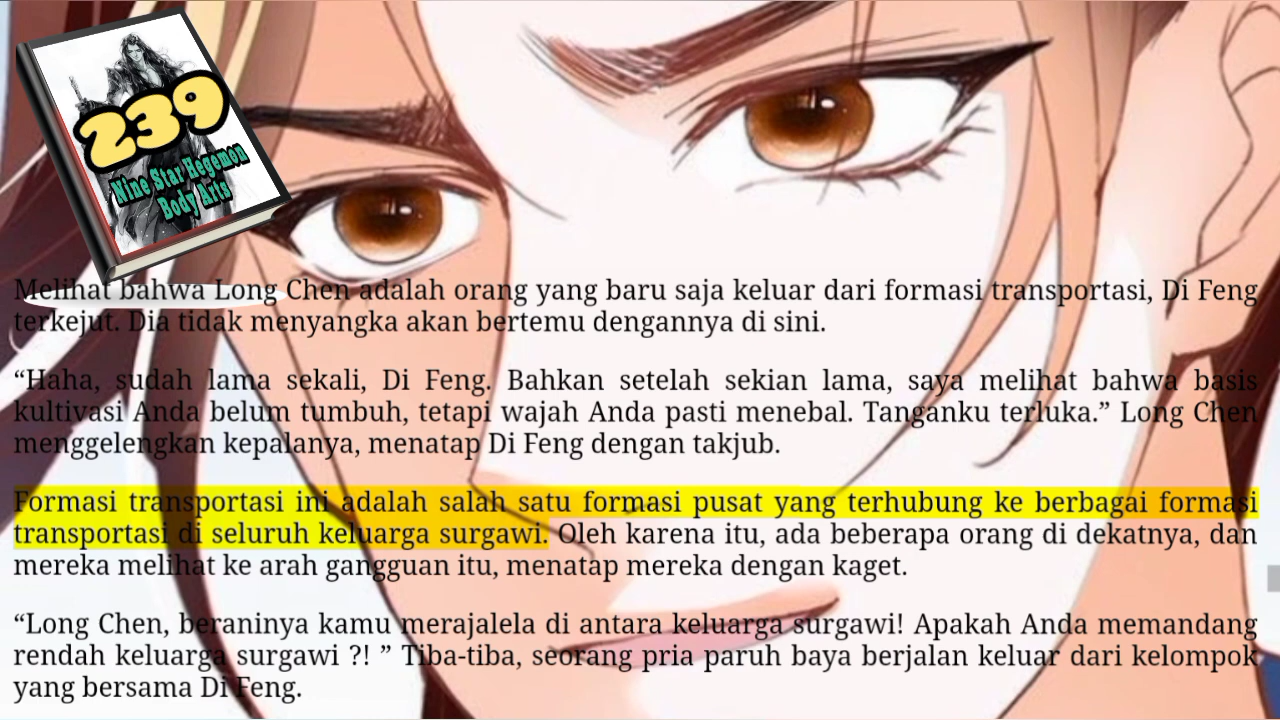 239
Nine Star Hegemon
Body Arts
Melihat bahwa Long Chen adalah orang yang baru saja keluar dari formasi transportasi, Di Feng
terkejut. Dia tidak menyangka akan bertemu dengannya di sini.
“Haha, sudah lama sekali, Di Feng. Bahkan setelah sekian lama, saya melihat bahwa basis
kultivasi Anda belum tumbuh, tetapi wajah Anda pasti menebal. Tanganku terluka.” Long Chen
menggelengkan kepalanya, menatap Di Feng dengan takjub.
Formasi transportasi ini adalah salah satu formasi pusat yang terhubung ke berbagai formasi
transportasi di seluruh keluarga surgawi. Oleh karena itu, ada beberapa orang di dekatnya, dan
mereka melihat ke arah gangguan itu, menatap mereka dengan kaget.
“Long Chen, beraninya kamu merajalela di antara keluarga surgawi! Apakah Anda memandang
rendah keluarga surgawi ?! ” Tiba-tiba, seorang pria paruh baya berjalan keluar dari kelompok
yang bersama Di Feng.